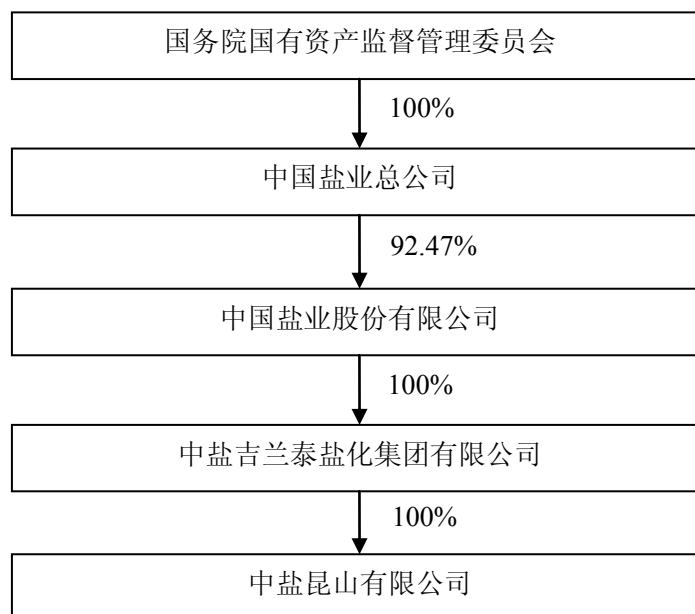 国务院国有资产监督管理委员会
100%
中国盐业总公司
92.47%
中国盐业股份有限公司
100%
中盐吉兰泰盐化集团有限公司
100%
中盐昆山有限公司